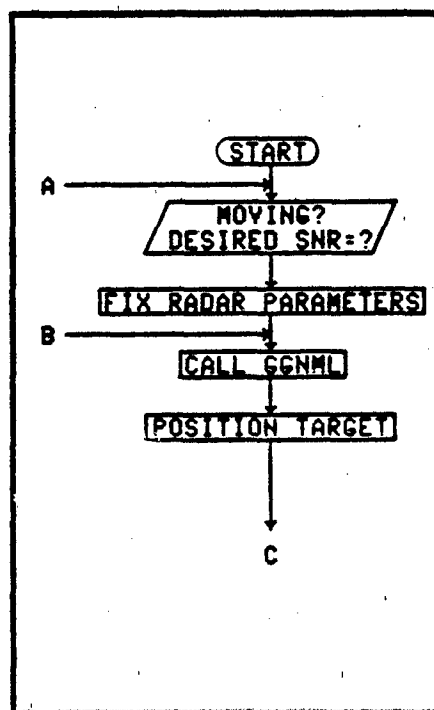 START
A
MOVING?
DESIRED SNR=?
FIX RADAR PARAMETERS
B
CALL GGNML
POSITION TARGET
C